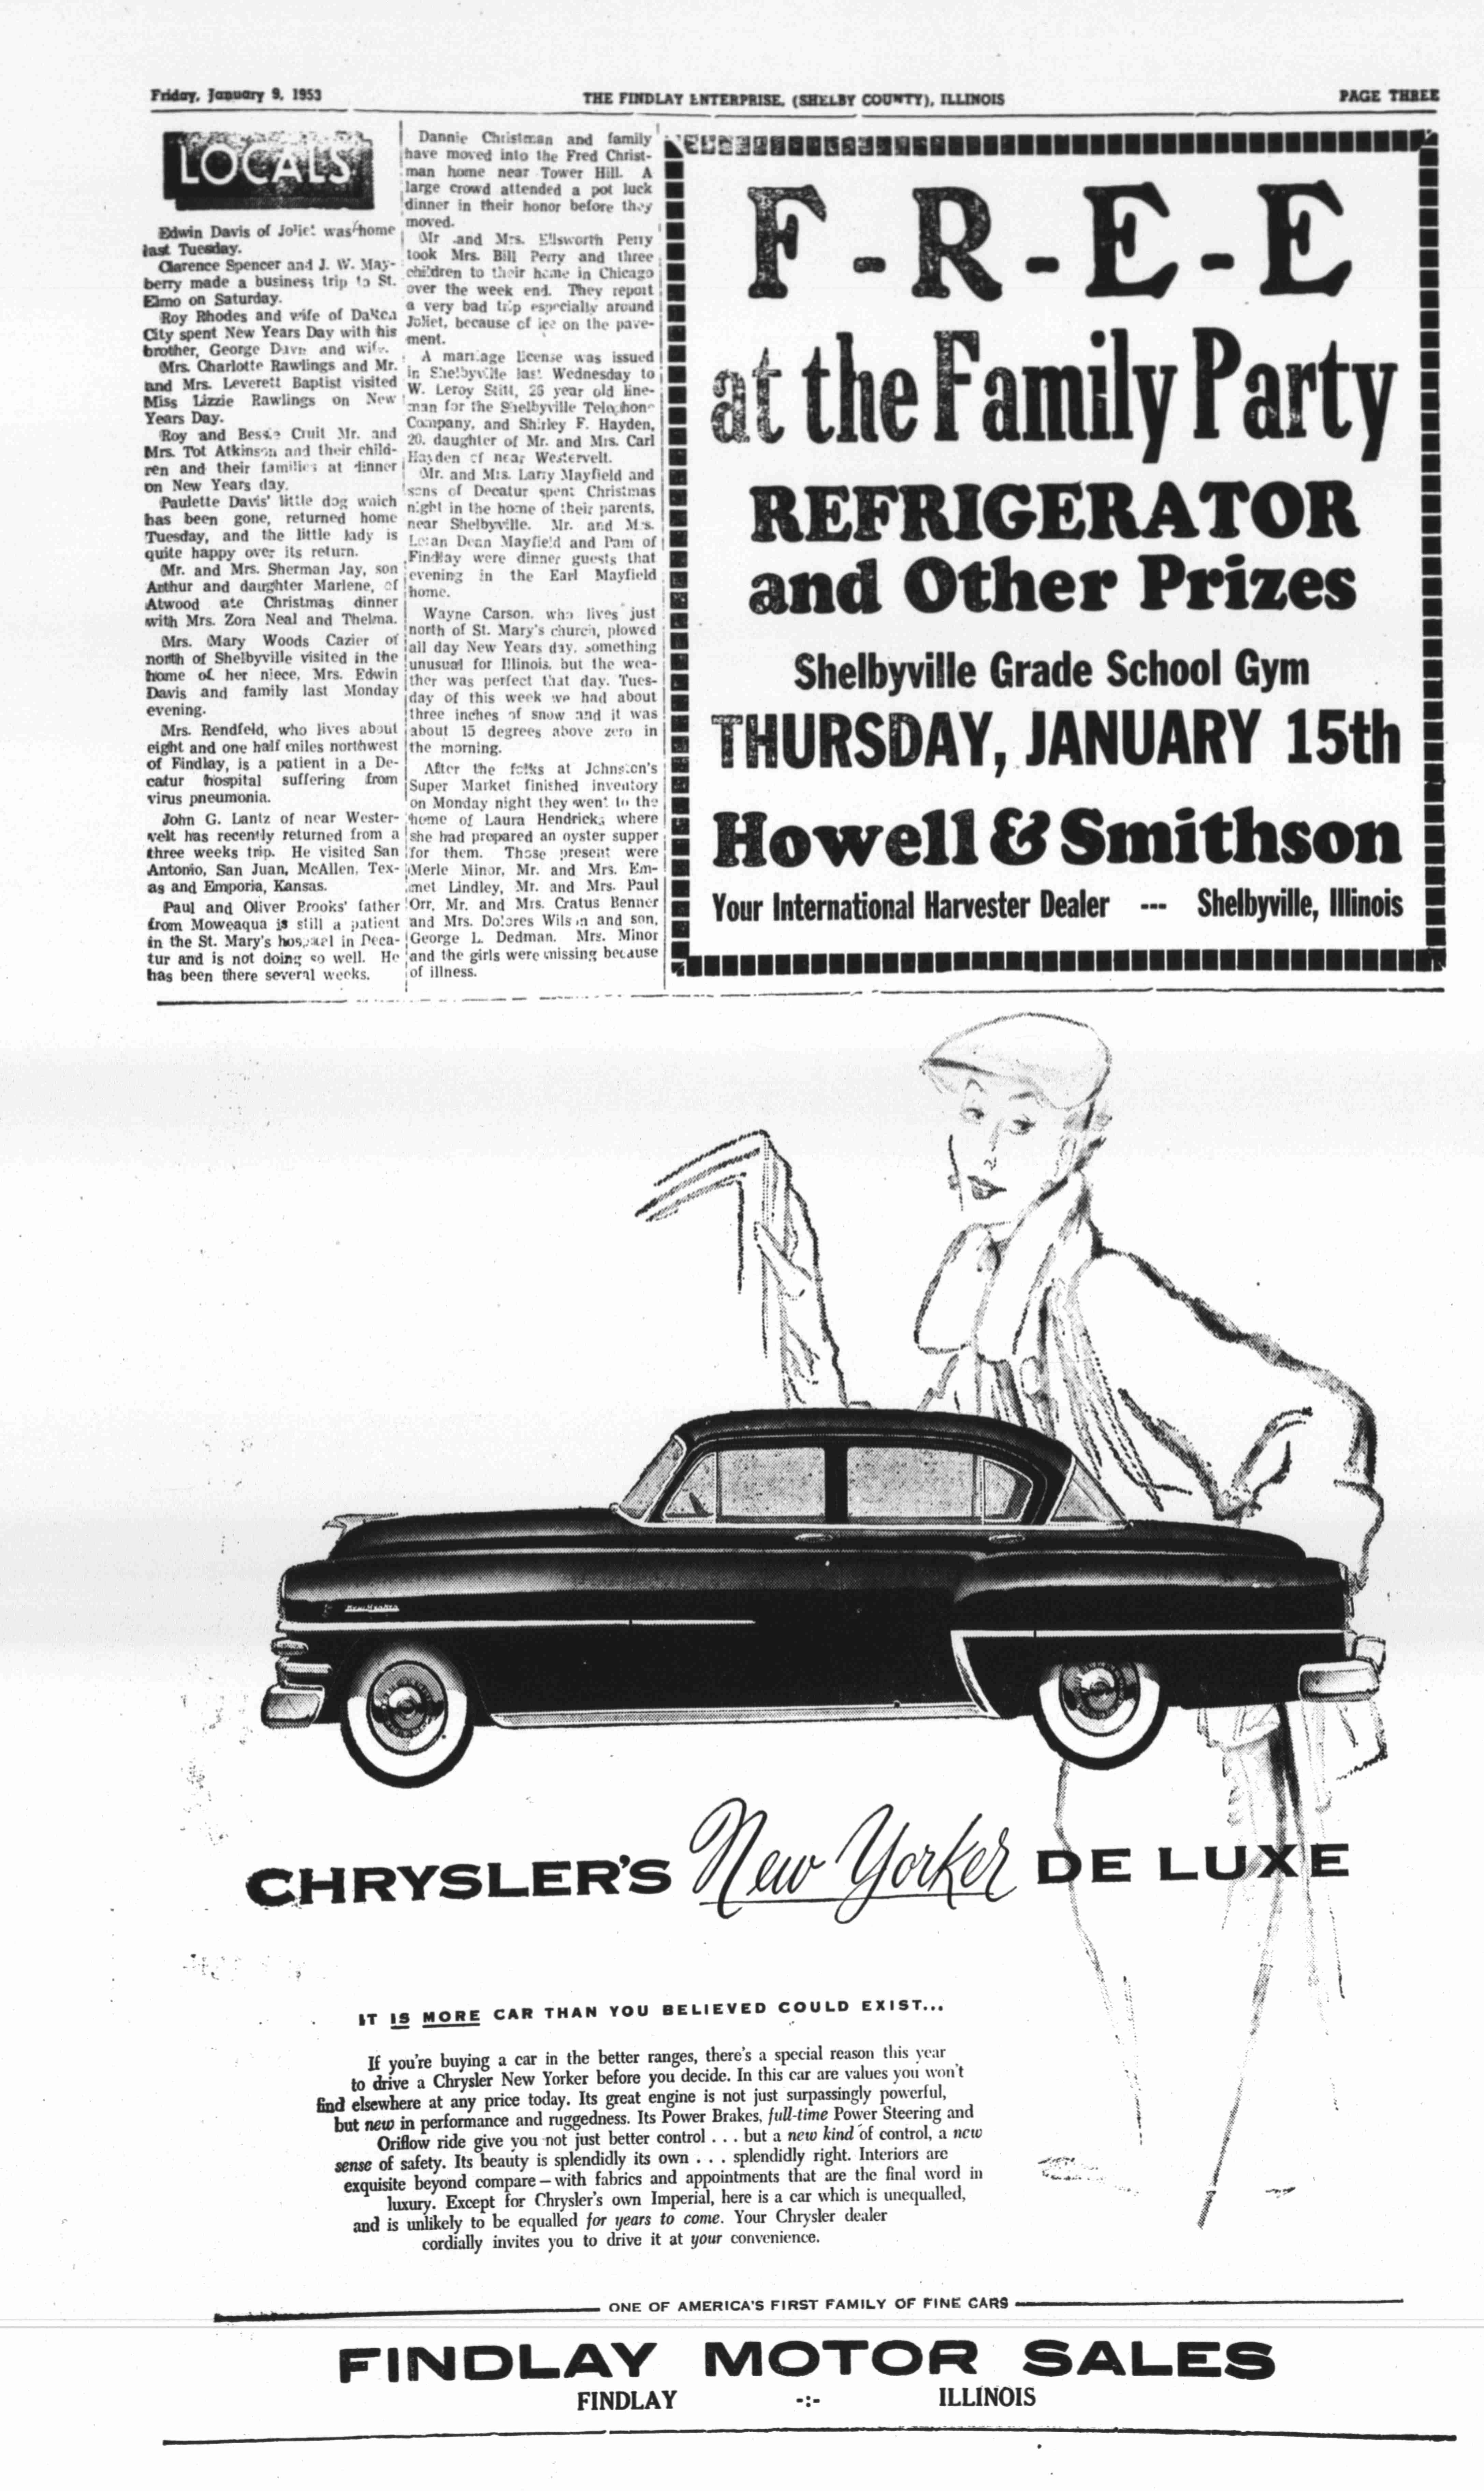 Friday, January 9, 1953
THE FINDLAY ENTERPRISE, (SHELBY COUNTY), ILLINOIS
PAGE THREE
LOCALS
Edwin Davis of Joliet was home
last Tuesday.
Clarence Spencer and J. W. May-
berry made a business trip to St.
Elmo on Saturday.
Roy Rhodes and wife of Dalton
City spent New Years Day with his
brother, George Dave and wife.
Mrs. Charlotte Rawlings and Mr.
and Mrs. Leverett Baptist visited
Miss Lizzie Rawlings on New
Years Day.
Roy and Bessie Cruit Mr. and
Mrs. Tot Atkinson and their child-
ren and their families at dinner
on New Years day.
Paulette Davis' little dog which
has been gone, returned home
Tuesday, and the little lady is
quite happy over its return.
Mr. and Mrs. Sherman Jay, son
Arthur and daughter Marlene, of
Atwood ate Christmas dinner
with Mrs. Zora Neal and Thelma.
Mrs. Mary Woods Cazier of
north of Shelbyville visited in the
home of her niece, Mrs. Edwin
Davis and family last Monday
evening.
Mrs. Rendfeld, who lives about
eight and one half miles northwest
of Findlay, is a patient in a De-
catur hospital suffering from
virus pneumonia.
John G. Lantz of near Wester-
velt has recently returned from a
three weeks trip. He visited San
Antonio, San Juan, McAllen, Tex-
as and Emporia, Kansas.
Paul and Oliver Brooks' father
from Moweaqua is still a patient
in the St. Mary's hospital in Deca-
tur and is not doing so well. He
has been there several weeks.
Dannie Christman and family
have moved into the Fred Christ-
man home near Tower Hill. A
large crowd attended a pot luck
dinner in their honor before they
moved.
Mr and Mrs. Ellsworth Perry
took Mrs. Bill Perry and three
children to their home in Chicago
over the week end. They report
a very bad trip especially around
Joliet, because of ice on the pave-
ment.
A marriage license was issued
in Shelbyville last Wednesday to
W. Leroy Stitt, 26 year old line-
man for the Shelbyville Telephone
Company, and Shirley F. Hayden,
20, daughter of Mr. and Mrs. Carl
Hayden of near Westervelt.
Mr. and Mrs. Larry Mayfield and
sons of Decatur spent Christmas
night in the home of their parents,
near Shelbyville. Mr. and Mrs.
Dean Mayfield and Pam of
Findlay were dinner guests that
evening in the Earl Mayfield
home.
Wayne Carson, who lives just
north of St. Mary's church, plowed
all day New Years day, something
unusual for Illinois, but the wea-
ther was perfect that day. Tues-
day of this week we had about
three inches of snow and it was
about 15 degrees above zero in
the morning.
After the folks at Johnston's
Super Market finished inventory
on Monday night they went to the
home of Laura Hendricks where
she had prepared an oyster supper
for them. Those present were
Merle Minor, Mr. and Mrs. Em-
met Lindley, Mr. and Mrs. Paul
Orr, Mr. and Mrs. Cratus Benner
and Mrs. Dolores Wilson and son,
George L. Dedman. Mrs. Minor
and the girls were missing because
of illness.
F-R-E-E
at the Family Party
REFRIGERATOR
and Other Prizes
Shelbyville Grade School Gym
THURSDAY, JANUARY 15th
Howell & Smithson
Your International Harvester Dealer --- Shelbyville, Illinois
CHRYSLER'S New Yorker DE LUXE
IT IS MORE CAR THAN YOU BELIEVED COULD EXIST...
If you're buying a car in the better ranges, there's a special reason this year
to drive a Chrysler New Yorker before you decide. In this car are values you won't
find elsewhere at any price today. Its great engine is not just surpassingly powerful,
but new in performance and ruggedness. Its Power Brakes, full-time Power Steering and
Oriflow ride give you not just better control . . . but a new kind of control, a new
sense of safety. Its beauty is splendidly its own . . . splendidly right. Interiors are
exquisite beyond compare — with fabrics and appointments that are the final word in
luxury. Except for Chrysler's own Imperial, here is a car which is unequalled,
and is unlikely to be equalled for years to come. Your Chrysler dealer
cordially invites you to drive it at your convenience.
ONE OF AMERICA'S FIRST FAMILY OF FINE CARS
FINDLAY MOTOR SALES
FINDLAY -:- ILLINOIS